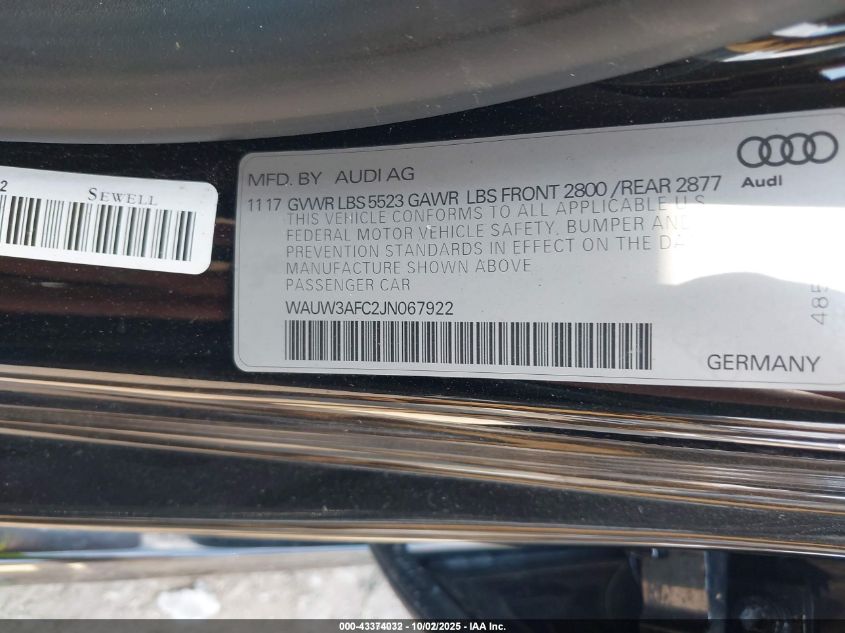 2
SEWELL
Audi
MFD. BY AUDI AG
11 17 GVWR LBS 5523 GAWR LBS FRONT 2800 /REAR 2877
THIS VEHICLE CONFORMS TO ALL APPLICABLE U.S.
FEDERAL MOTOR VEHICLE SAFETY, BUMPER AND
PREVENTION STANDARDS IN EFFECT ON THE DA
MANUFACTURE SHOWN ABOVE
PASSENGER CAR
WAUW3AFC2JN067922
485
GERMANY
000-43374032 - 10/02/2025 - IAA Inc.